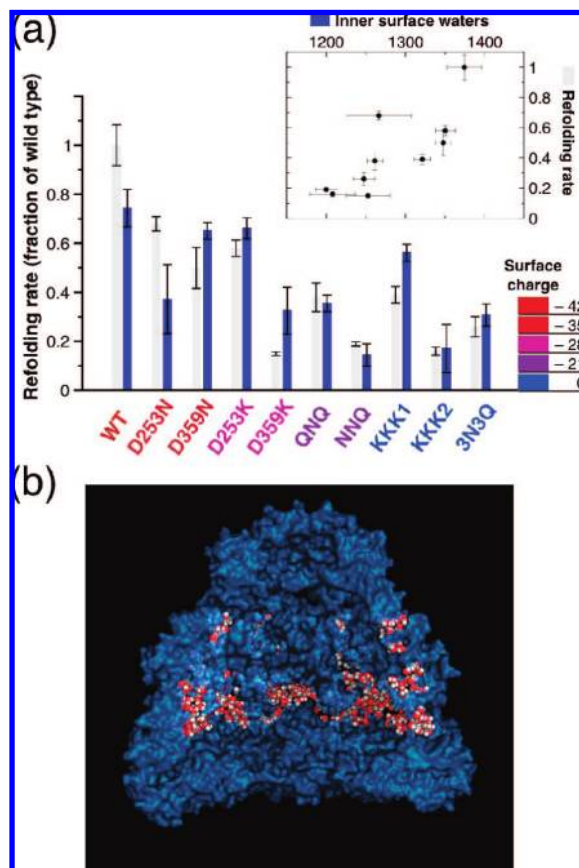 (a)
Inner surface waters
1200 1300 1400
1
0.8
0.6
0.4
0.2
0
Refolding rate
Refolding rate (fraction of wild type)
1
0.8
0.6
0.4
0.2
0
WT D253N D359N D253K D359K QNQ NNQ KKK1 KKK2 3N3Q
Surface
charge
(b)